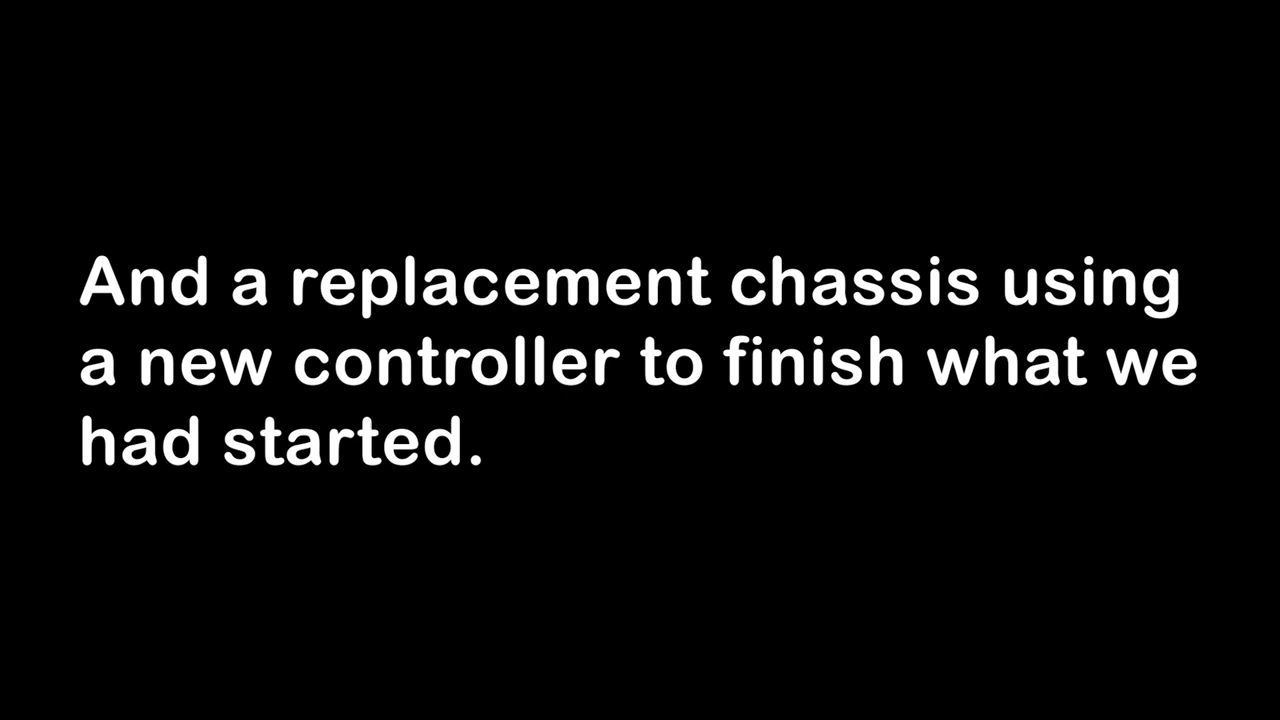 And a replacement chassis using
a new controller to finish what we
had started.